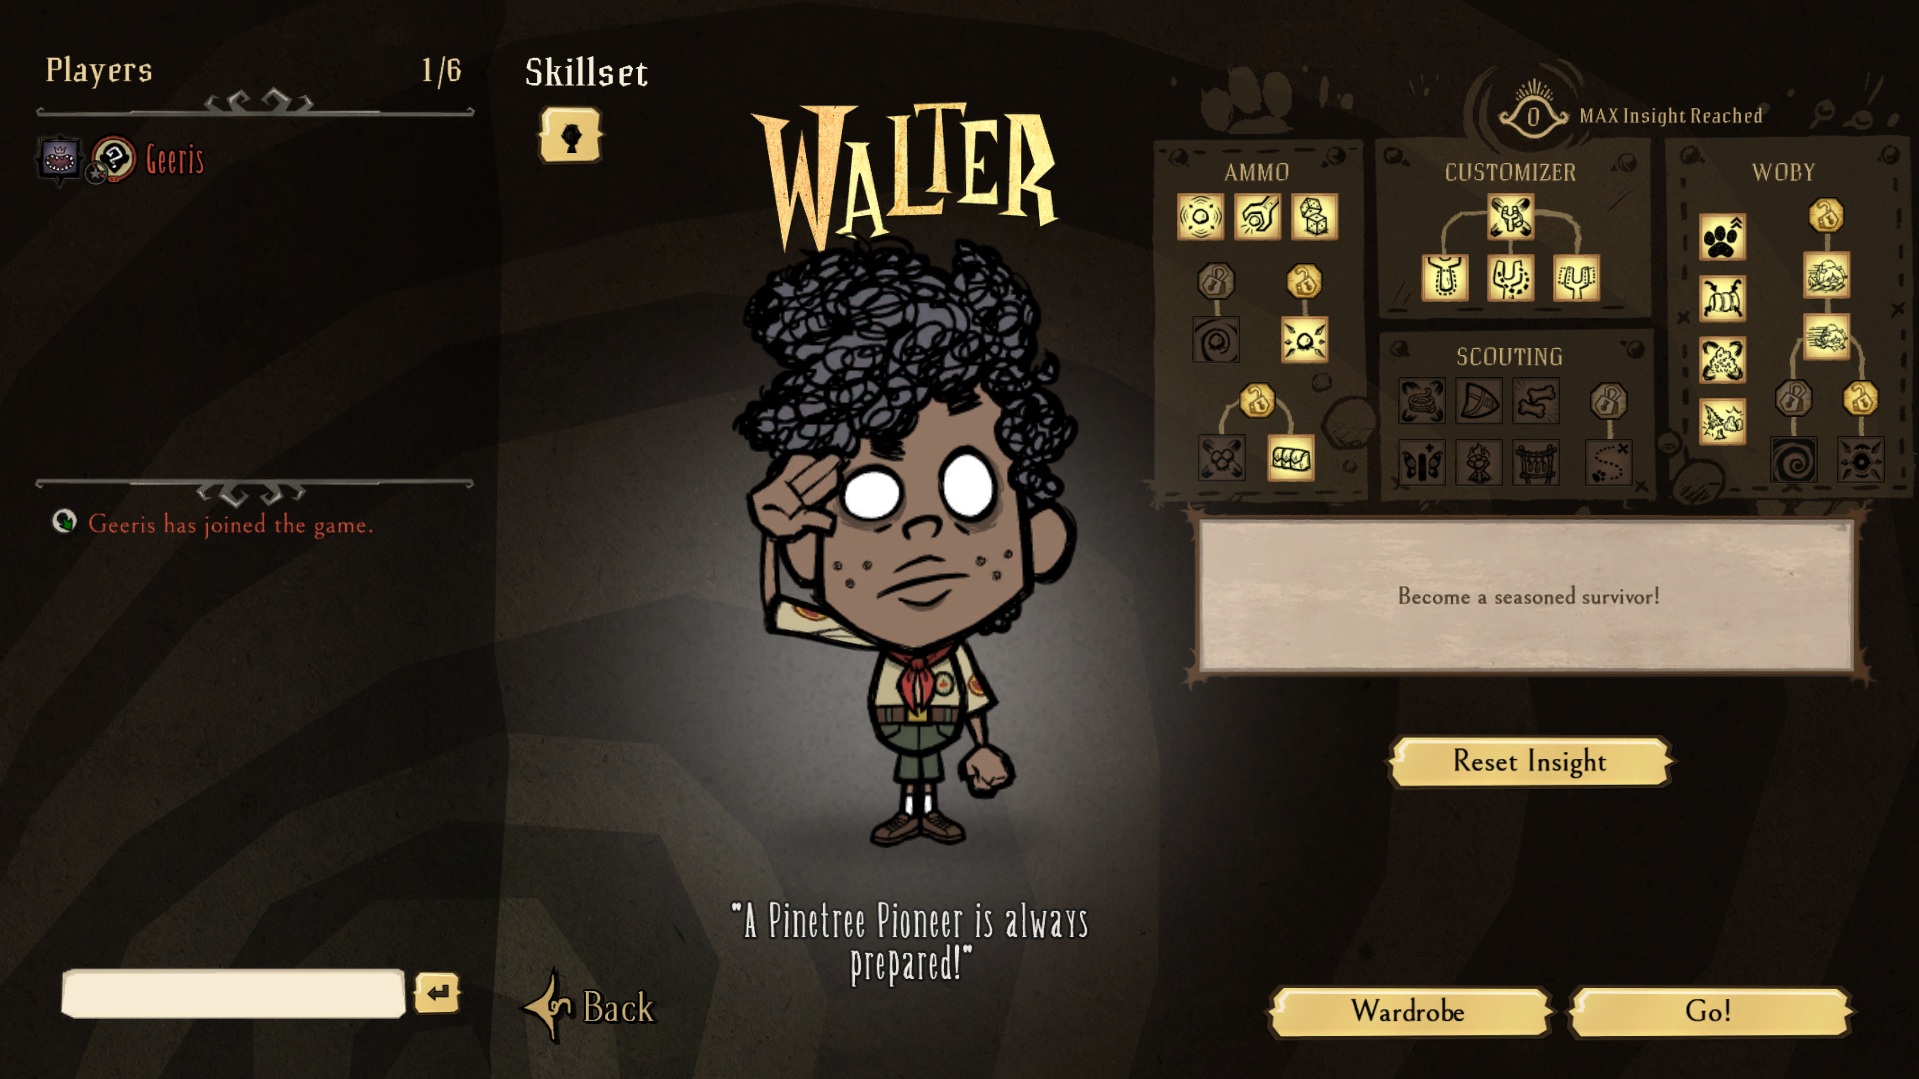 Players
1/6
Geeris
Geeris has joined the game.
Skillset
WALTER
"A Pinetree Pioneer is always
prepared!"
Back
0
MAX Insight Reached
AMMO
CUSTOMIZER
WOBY
SCOUTING
Become a seasoned survivor!
Reset Insight
Wardrobe
Go!